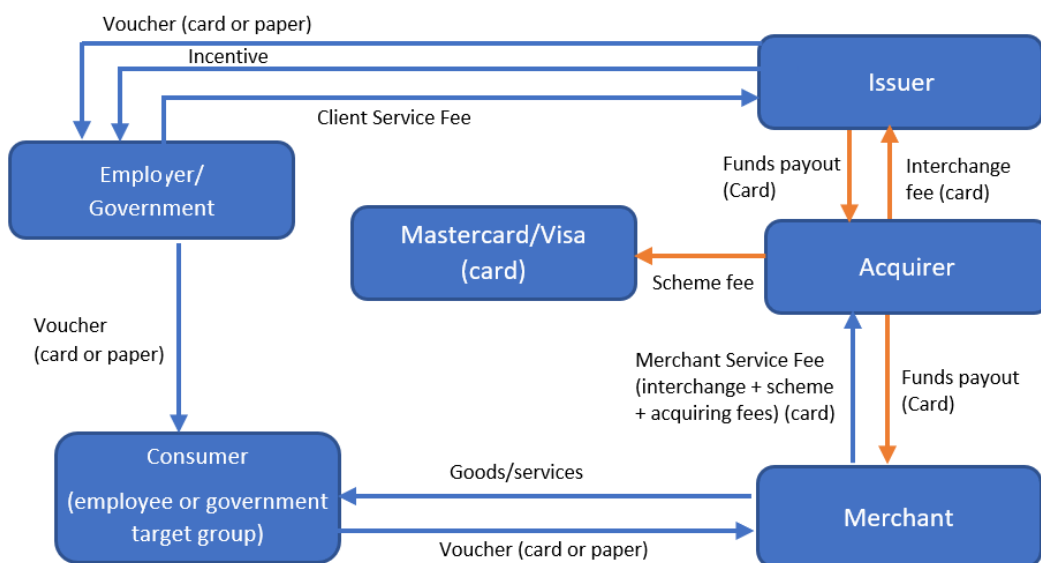 Voucher (card or paper)
Incentive
Client Service Fee
Issuer
Employer/
Government
Funds payout
(Card)
Interchange
fee (card)
Mastercard/Visa
(card)
Scheme fee
Acquirer
Voucher
(card or paper)
Merchant Service Fee
(interchange + scheme
+ acquiring fees) (card)
Funds payout
(Card)
Consumer
(employee or government
target group)
Goods/services
Voucher (card or paper)
Merchant